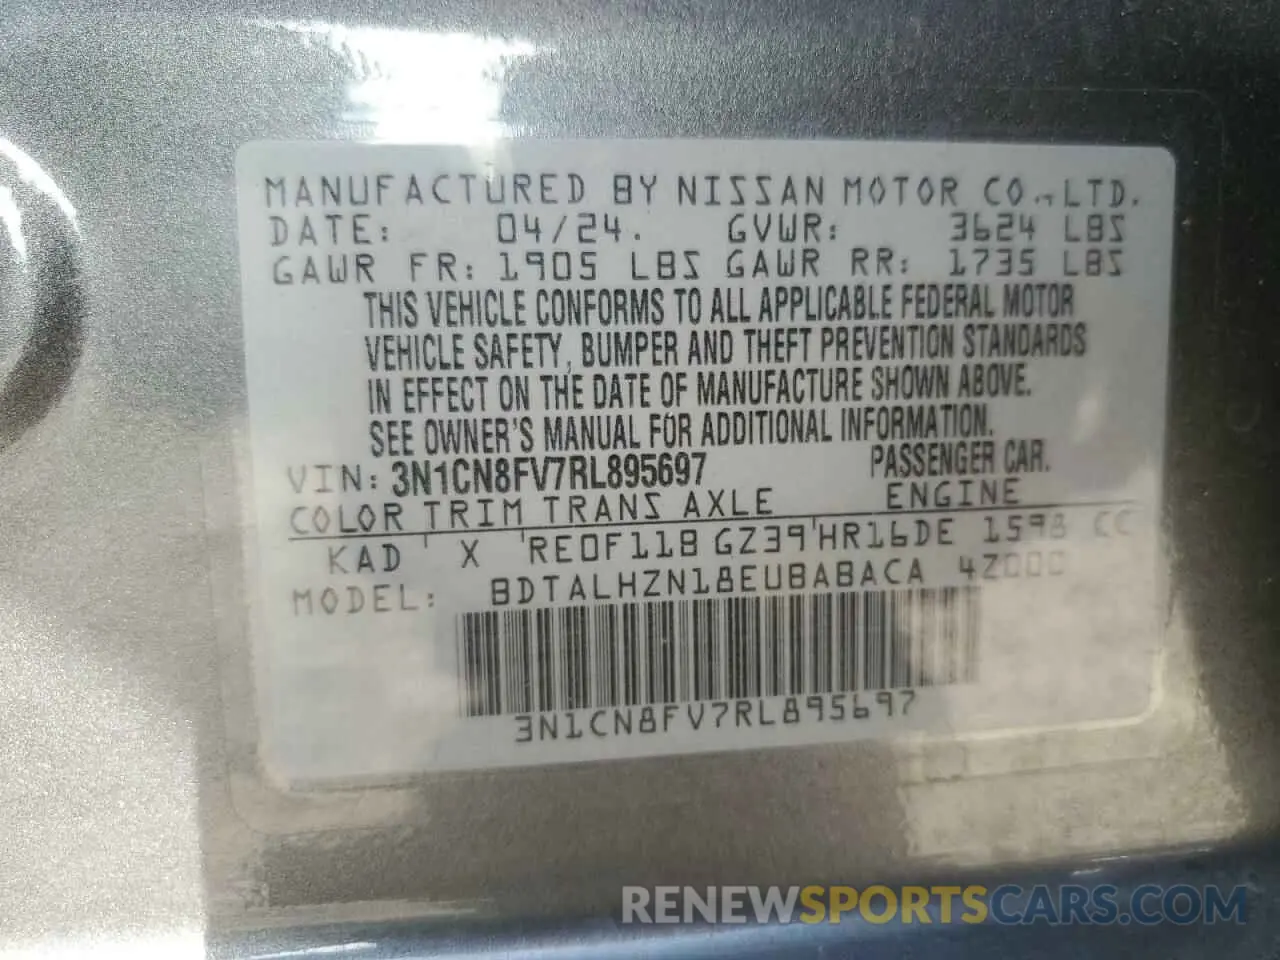 MANUFACTURED BY NISSAN MOTOR CO., LTD.
DATE: 04/24. GVWR: 3624 LBS
GAWR FR: 1905 LBS GAWR RR: 1735 LBS
THIS VEHICLE CONFORMS TO ALL APPLICABLE FEDERAL MOTOR
VEHICLE SAFETY, BUMPER AND THEFT PREVENTION STANDARDS
IN EFFECT ON THE DATE OF MANUFACTURE SHOWN ABOVE.
SEE OWNER'S MANUAL FOR ADDITIONAL INFORMATION.
VIN: 3N1CN8FV7RL895697 PASSENGER CAR.
COLOR TRIM TRANS AXLE ENGINE
KAD X RE0F11B GZ39 HR16DE 1598 CC
MODEL: BDTALHZN18EUBABACA 4Z000
3N1CN8FV7RL895697
RENEWSPORTSCARS.COM